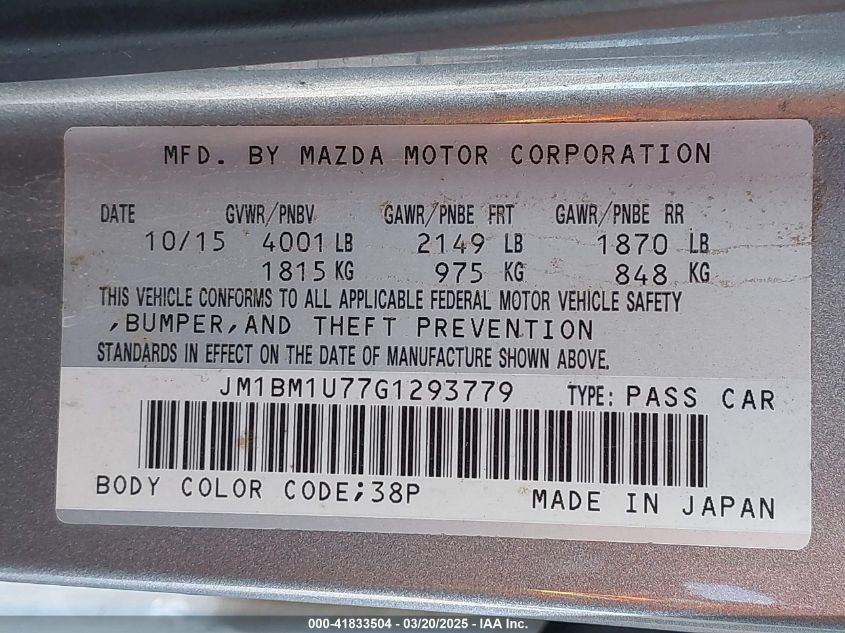 MFD. BY MAZDA MOTOR CORPORATION
DATE GVWR/PNBV GAWR/PNBE FRT GAWR/PNBE RR
10/15 4001 LB 2149 LB 1870 LB
1815 KG 975 KG 848 KG
THIS VEHICLE CONFORMS TO ALL APPLICABLE FEDERAL MOTOR VEHICLE SAFETY
,BUMPER,AND THEFT PREVENTION
STANDARDS IN EFFECT ON THE DATE OF MANUFACTURE SHOWN ABOVE.
JM1BM1U77G1293779 TYPE: PASS CAR
BODY COLOR CODE;38P MADE IN JAPAN
000-41833504 - 03/20/2025 - IAA Inc.